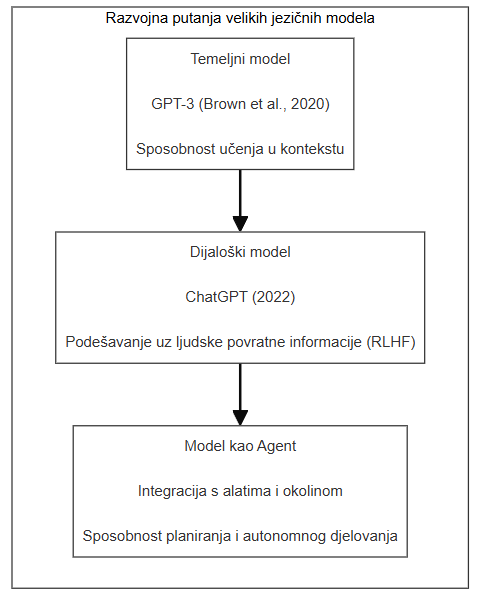 Razvojna putanja velikih jezičnih modela
Temeljni model
GPT-3 (Brown et al., 2020)
Sposobnost učenja u kontekstu
Dijaloški model
ChatGPT (2022)
Podešavanje uz ljudske povratne informacije (RLHF)
Model kao Agent
Integracija s alatima i okolinom
Sposobnost planiranja i autonomnog djelovanja